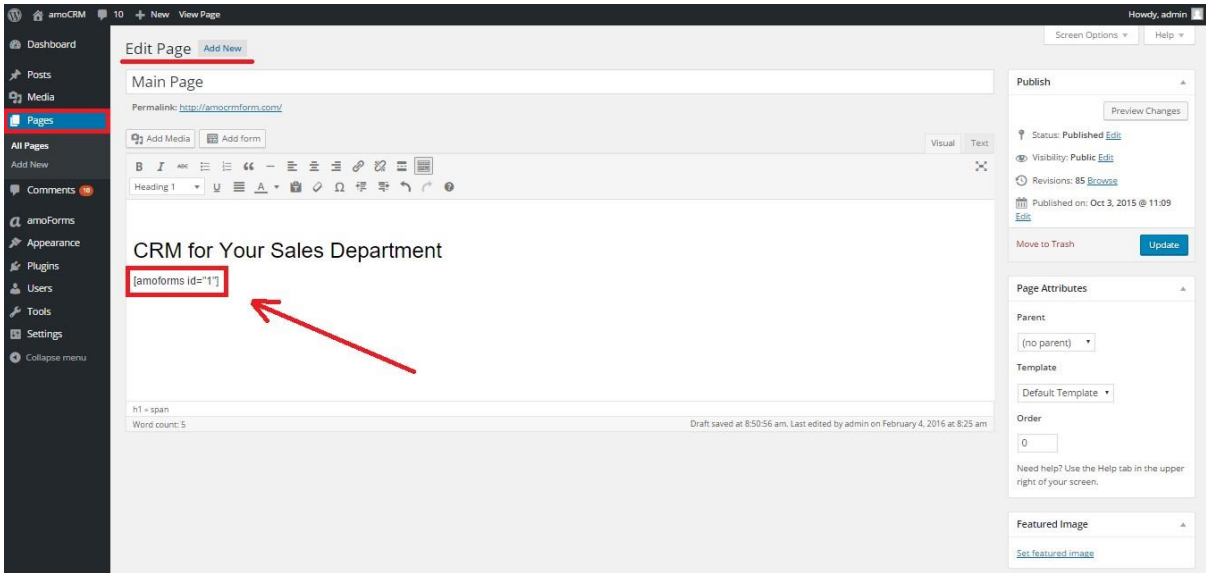 amoCRM 10 + New View Page Howdy, admin
Screen Options Help
Dashboard
Posts
Media
Pages
All Pages
Add New
Comments 18
amoForms
Appearance
Plugins
Users
Tools
Settings
Collapse menu
Edit Page Add New
Main Page
Permalink: http://amocrmform.com/
Add Media Add form
Visual Text
B I ABC
Heading 1 U A Ω
CRM for Your Sales Department
[amoforms id="1"]
h1 » span
Word count: 5 Draft saved at 8:50:56 am. Last edited by admin on February 4, 2016 at 8:25 am
Publish
Preview Changes
Status: Published Edit
Visibility: Public Edit
Revisions: 85 Browse
Published on: Oct 3, 2015 @ 11:09
Edit
Move to Trash Update
Page Attributes
Parent
(no parent)
Template
Default Template
Order
0
Need help? Use the Help tab in the upper
right of your screen.
Featured Image
Set featured image